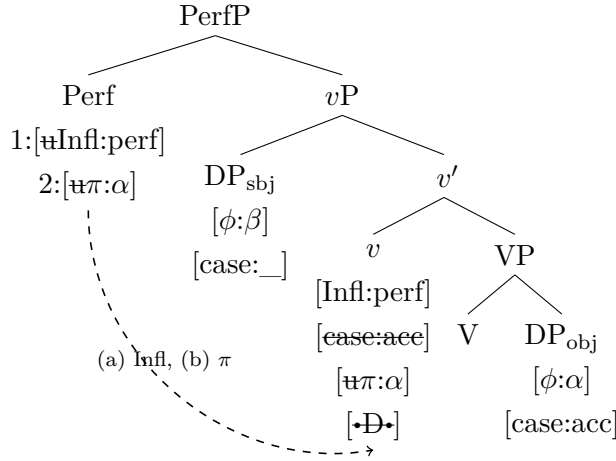 PerfP
Perf
vP
1:[uInfl:perf]
2:[uπ:α]
DPsbj
[ϕ:β]
[case:_]
v'
v
[Infl:perf]
[case:acc]
[uπ:α]
[•D•]
VP
V
DPobj
[ϕ:α]
[case:acc]
(a) Infl, (b) π